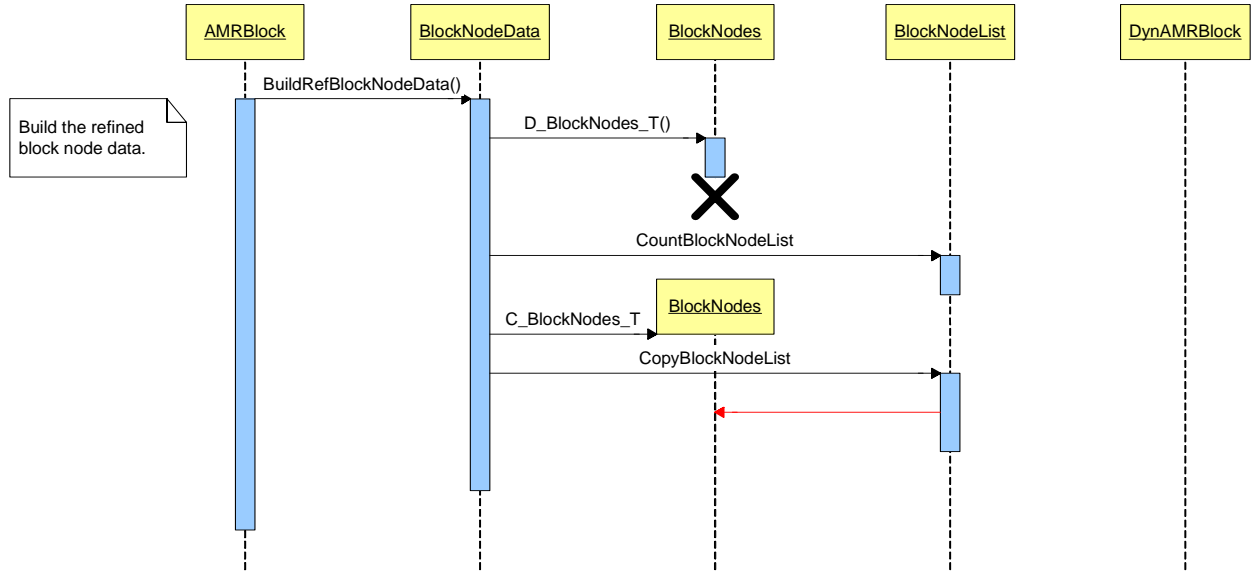 AMRBlock
BlockNodeData
BlockNodes
BlockNodeList
DynAMRBlock
BuildRefBlockNodeData()
Build the refined
block node data.
D_BlockNodes_T()
CountBlockNodeList
BlockNodes
C_BlockNodes_T
CopyBlockNodeList